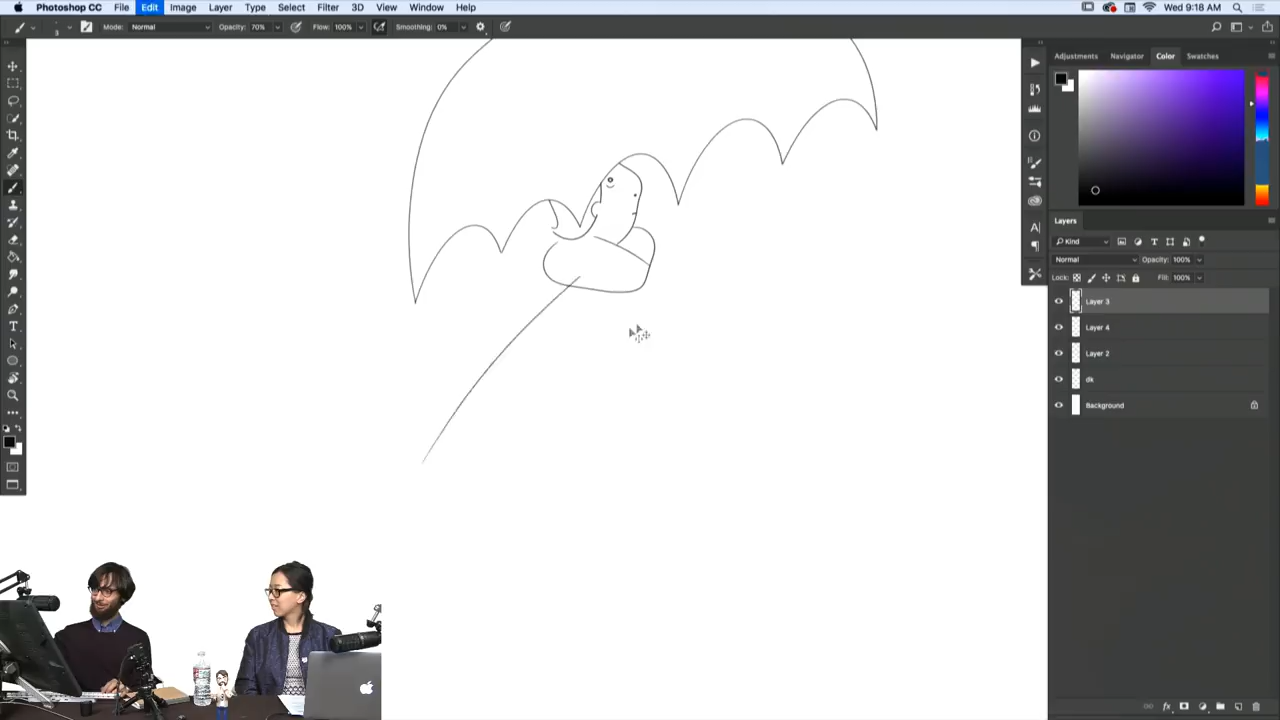 Photoshop CC File Edit Image Layer Type Select Filter 3D View Window Help Wed 9:18 AM
3 Mode: Normal Opacity: 70% Flow: 100% Smoothing: 0%
Adjustments Navigator Color Swatches
Layers
Kind
Normal Opacity: 100%
Lock: Fill: 100%
Layer 3
Layer 4
Layer 2
dk
Background